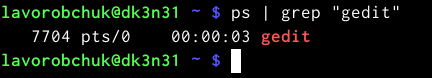 lavorobchuk@dk3n31 ~ $ ps | grep "gedit"
   7704 pts/0    00:00:03 gedit
lavorobchuk@dk3n31 ~ $